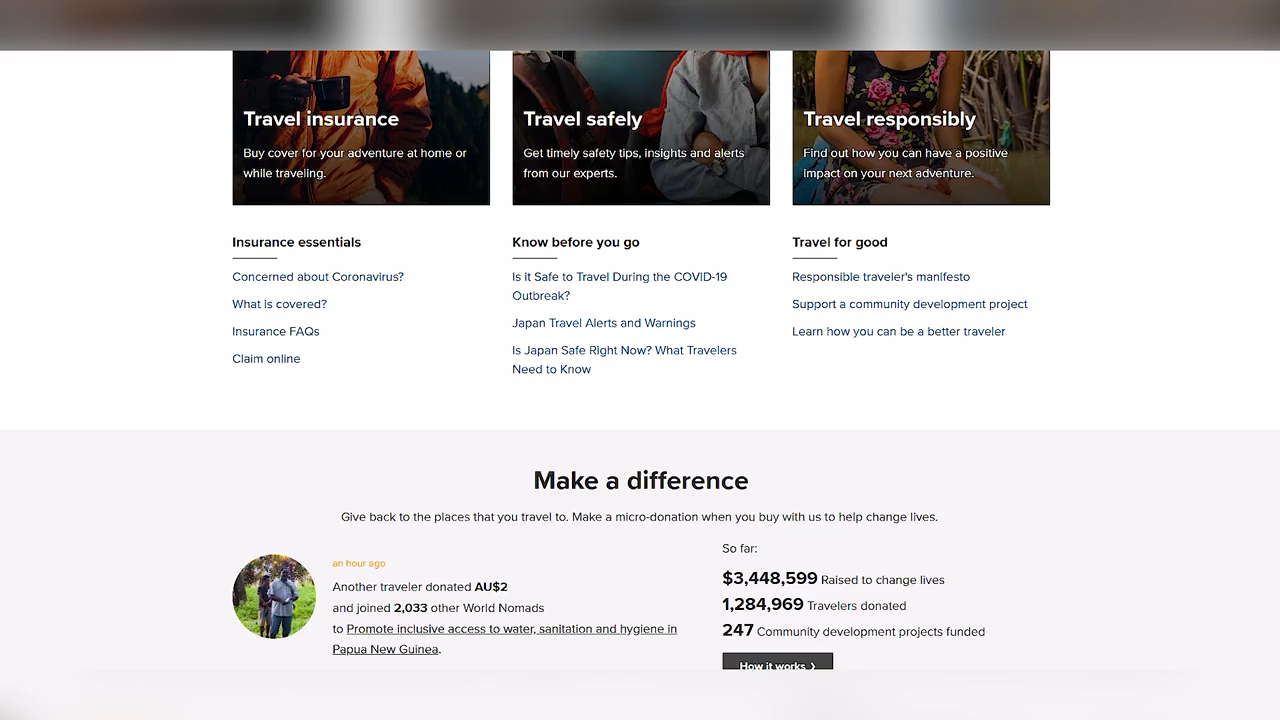 Travel insurance
Buy cover for your adventure at home or
while traveling.
Travel safely
Get timely safety tips, insights and alerts
from our experts.
Travel responsibly
Find out how you can have a positive
impact on your next adventure.
Insurance essentials
Concerned about Coronavirus?
What is covered?
Insurance FAQs
Claim online
Know before you go
Is it Safe to Travel During the COVID-19
Outbreak?
Japan Travel Alerts and Warnings
Is Japan Safe Right Now? What Travelers
Need to Know
Travel for good
Responsible traveler's manifesto
Support a community development project
Learn how you can be a better traveler
Make a difference
Give back to the places that you travel to. Make a micro-donation when you buy with us to help change lives.
an hour ago
Another traveler donated AU$2
and joined 2,033 other World Nomads
to Promote inclusive access to water, sanitation and hygiene in
Papua New Guinea.
So far:
$3,448,599 Raised to change lives
1,284,969 Travelers donated
247 Community development projects funded
How it works ❯